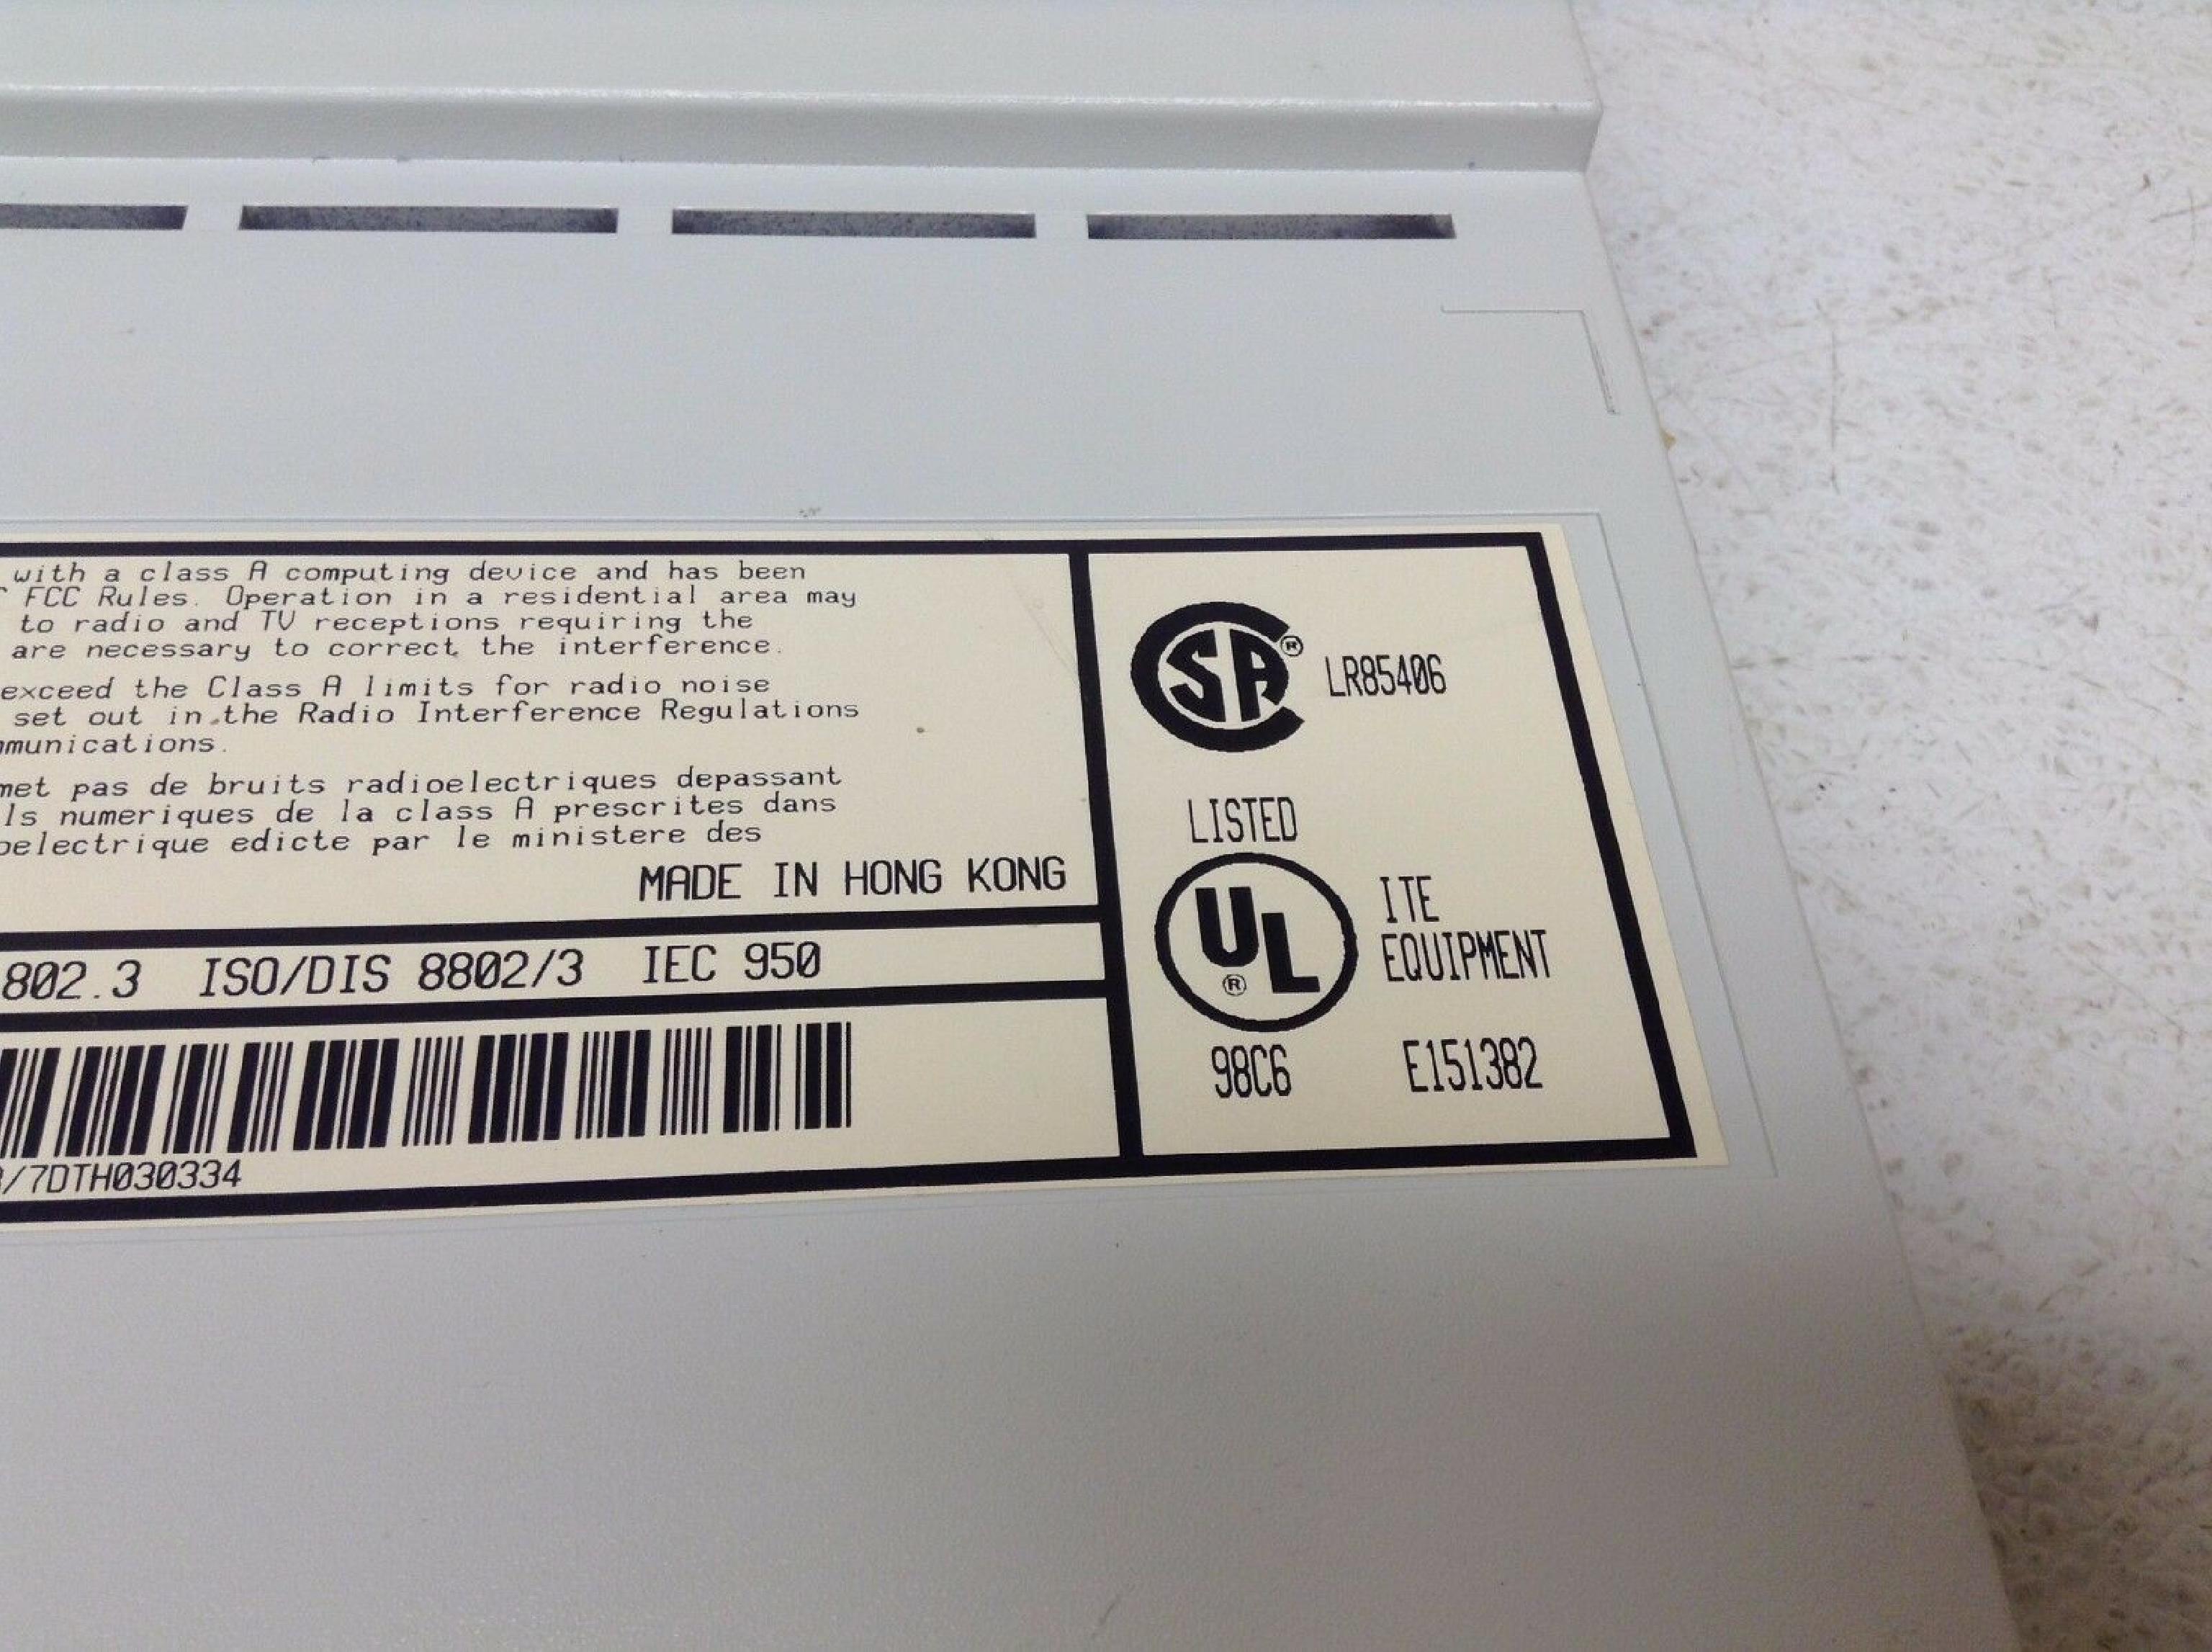 with a class A computing device and has been
FCC Rules. Operation in a residential area may
to radio and TV receptions requiring the
are necessary to correct the interference.
exceed the Class A limits for radio noise
set out in the Radio Interference Regulations
mmunications.
met pas de bruits radioelectriques depassant
ls numeriques de la class A prescrites dans
oelectrique edicte par le ministere des
MADE IN HONG KONG
802.3 ISO/DIS 8802/3 IEC 950
/7DTH030334
CSA ® LR85406
LISTED
UL ®
ITE
EQUIPMENT
98C6 E151382